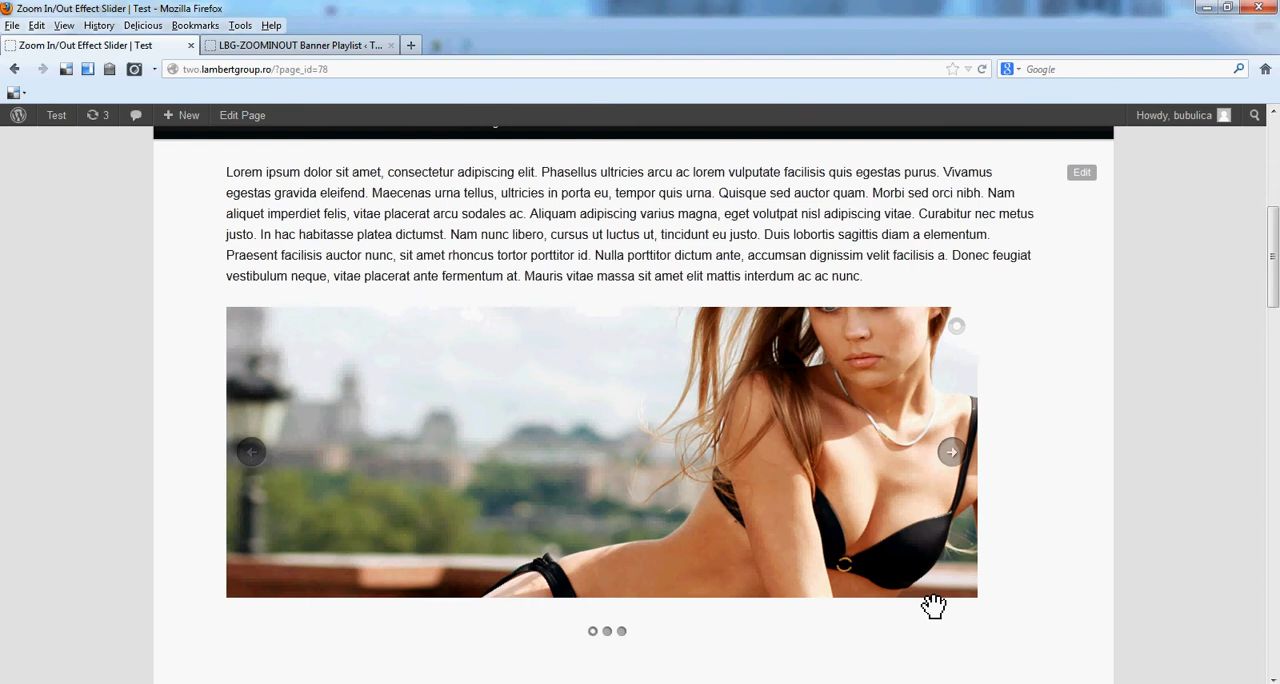 Zoom In/Out Effect Slider | Test - Mozilla Firefox
File Edit View History Delicious Bookmarks Tools Help
Zoom In/Out Effect Slider | Test
LBG-ZOOMINOUT Banner Playlist ‹ T...
two.lambertgroup.ro/?page_id=78
Google
Test 3 + New Edit Page Howdy, bubulica
Lorem ipsum dolor sit amet, consectetur adipiscing elit. Phasellus ultricies arcu ac lorem vulputate facilisis quis egestas purus. Vivamus
Edit
egestas gravida eleifend. Maecenas urna tellus, ultricies in porta eu, tempor quis urna. Quisque sed auctor quam. Morbi sed orci nibh. Nam
aliquet imperdiet felis, vitae placerat arcu sodales ac. Aliquam adipiscing varius magna, eget volutpat nisl adipiscing vitae. Curabitur nec metus
justo. In hac habitasse platea dictumst. Nam nunc libero, cursus ut luctus ut, tincidunt eu justo. Duis lobortis sagittis diam a elementum.
Praesent facilisis auctor nunc, sit amet rhoncus tortor porttitor id. Nulla porttitor dictum ante, accumsan dignissim velit facilisis a. Donec feugiat
vestibulum neque, vitae placerat ante fermentum at. Mauris vitae massa sit amet elit mattis interdum ac ac nunc.